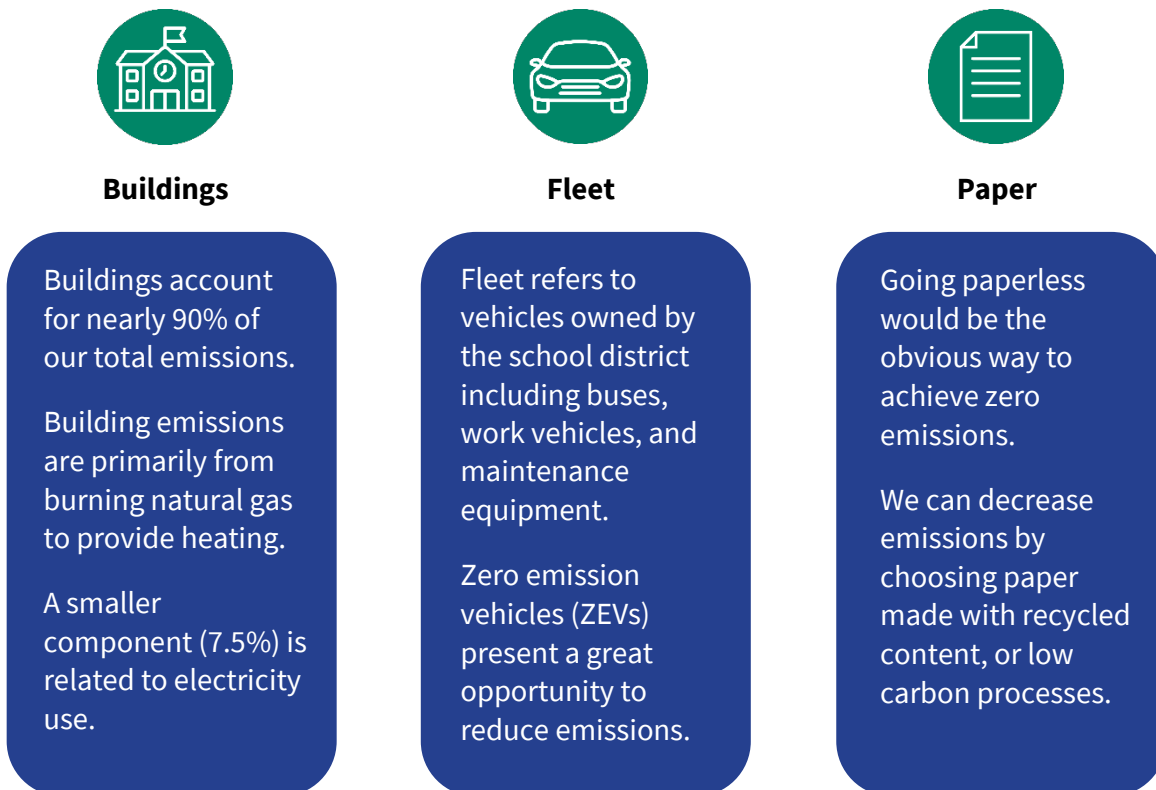 Buildings
Buildings account
for nearly 90% of
our total emissions.
Building emissions
are primarily from
burning natural gas
to provide heating.
A smaller
component (7.5%) is
related to electricity
use.
Fleet
Fleet refers to
vehicles owned by
the school district
including buses,
work vehicles, and
maintenance
equipment.
Zero emission
vehicles (ZEVs)
present a great
opportunity to
reduce emissions.
Paper
Going paperless
would be the
obvious way to
achieve zero
emissions.
We can decrease
emissions by
choosing paper
made with recycled
content, or low
carbon processes.